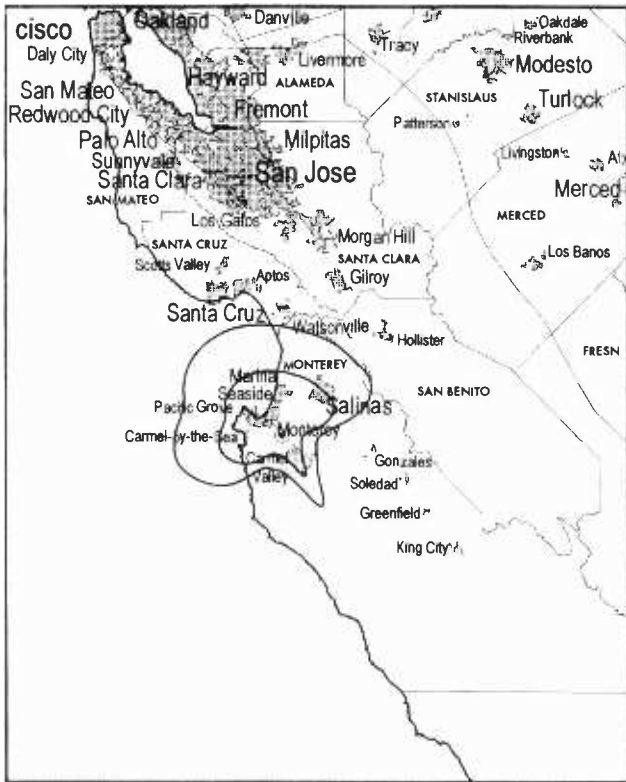 Oakland
Danville
Oakdale
Riverbank
cisco
Daly City
Tracy
Livermore
Hayward
ALAMEDA
Modesto
San Mateo
STANISLAUS
Redwood City
Fremont
Turlock
Patterson
Palo Alto
Milpitas
Sunnyvale
Livingston
San Jose
Santa Clara
Merced
SAN MATEO
Los Gatos
MERCED
Morgan Hill
SANTA CRUZ
SANTA CLARA
Los Banos
Scotts Valley
Aptos
Gilroy
Santa Cruz
Watsonville
Hollister
FRESN
MONTEREY
Marina
Seaside
SAN BENITO
Pacific Grove
Salinas
Monterey
Carmel-by-the-Sea
Carmel
Valley
Gonzales
Soledad
Greenfield
King City